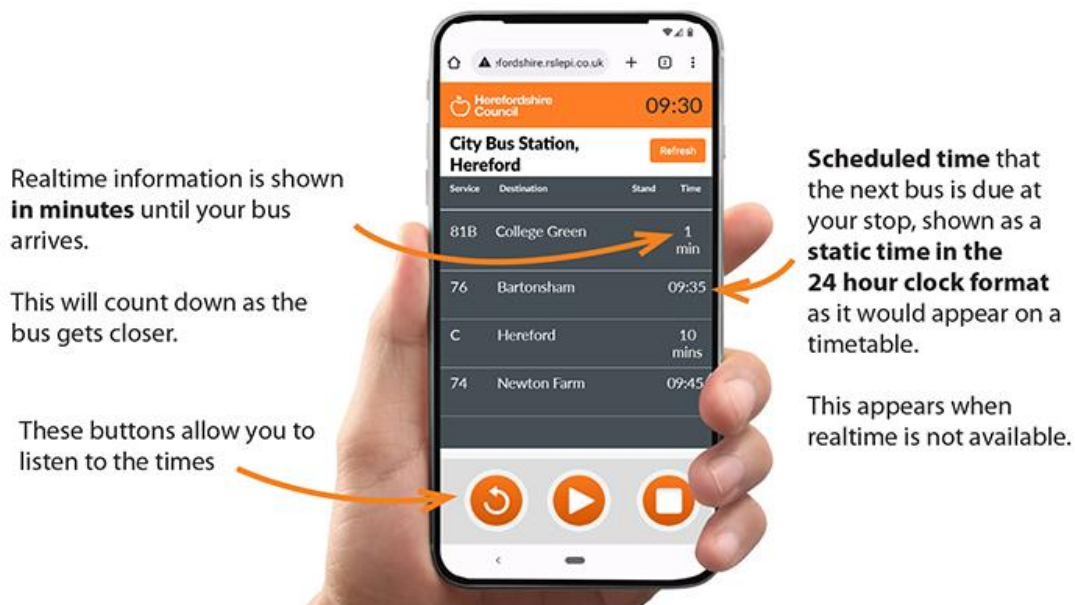 Realtime information is shown
in minutes until your bus
arrives.
This will count down as the
bus gets closer.
These buttons allow you to
listen to the times
:fordshire.rslepi.co.uk
2
Herefordshire
Council
09:30
City Bus Station,
Hereford
Refresh
Service Destination Stand Time
81B College Green 1
min
76 Bartonsham 09:35
C Hereford 10
mins
74 Newton Farm 09:45
Scheduled time that
the next bus is due at
your stop, shown as a
static time in the
24 hour clock format
as it would appear on a
timetable.
This appears when
realtime is not available.